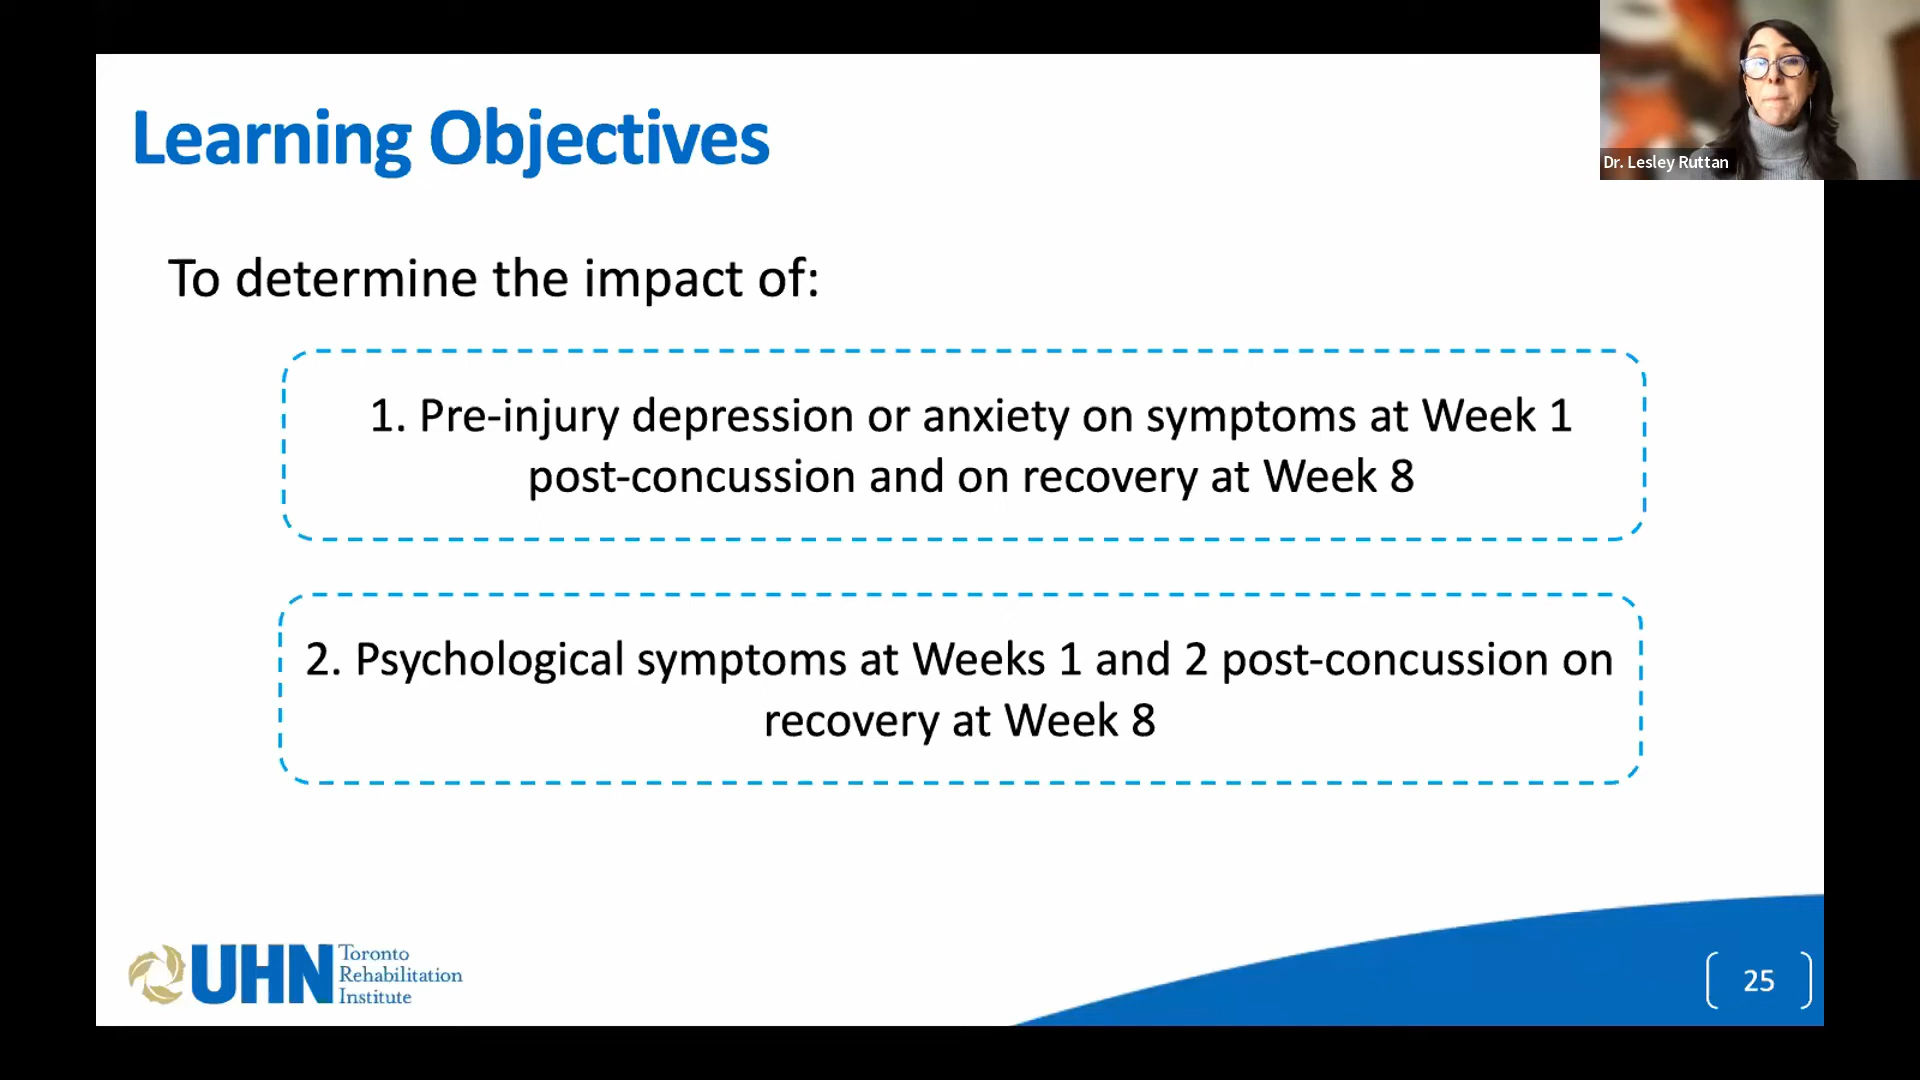 Learning Objectives
Dr. Lesley Ruttan
To determine the impact of:
1. Pre-injury depression or anxiety on symptoms at Week 1
post-concussion and on recovery at Week 8
2. Psychological symptoms at Weeks 1 and 2 post-concussion on
recovery at Week 8
UHN
Toronto
Rehabilitation
Institute
25